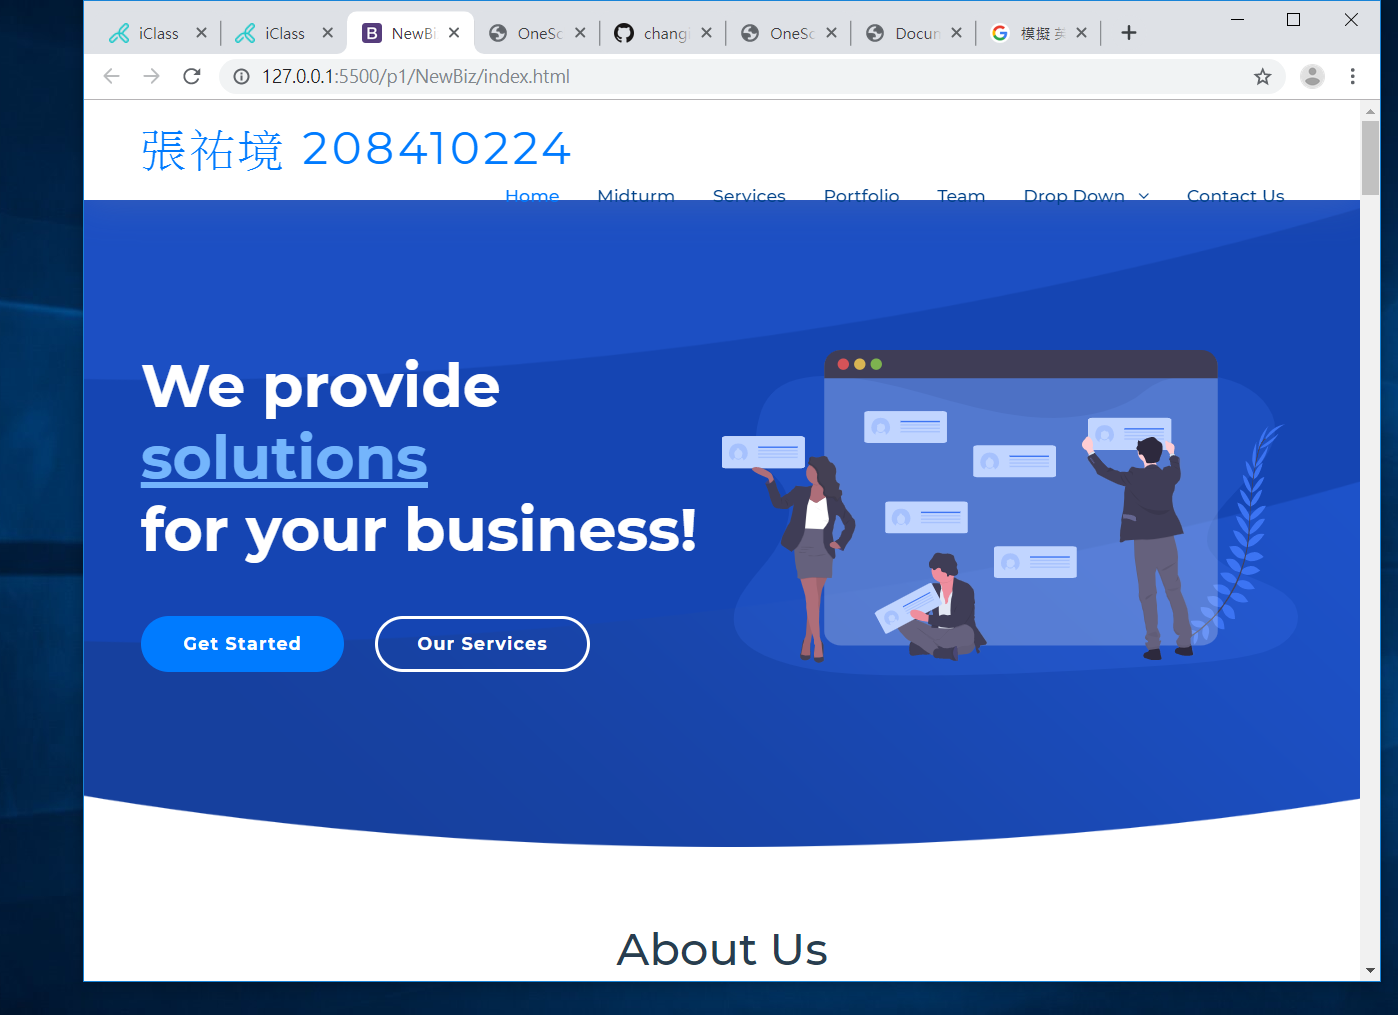 iClass
iClass
NewBi
OneSc
changi
OneSc
Docun
模擬 英
127.0.0.1:5500/p1/NewBiz/index.html
張祐境 208410224
Home Midturm Services Portfolio Team Drop Down Contact Us
We provide
solutions
for your business!
Get Started
Our Services
About Us